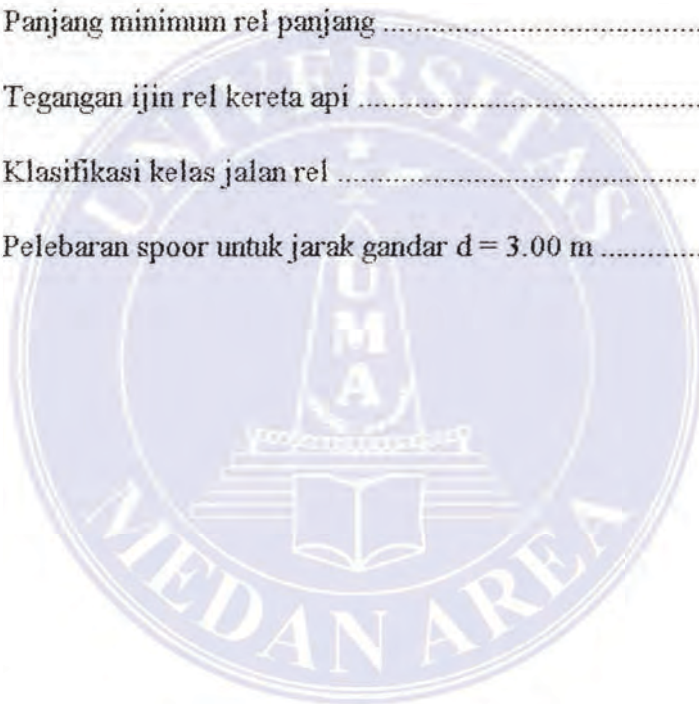 Panjang minimum rel panjang ....................................
Tegangan ijin rel kereta api ........................................
Klasifikasi kelas jalan rel ...........................................
Pelebaran spoor untuk jarak gandar d = 3.00 m ..............
UNIVERSITAS
UMA
MEDAN AREA